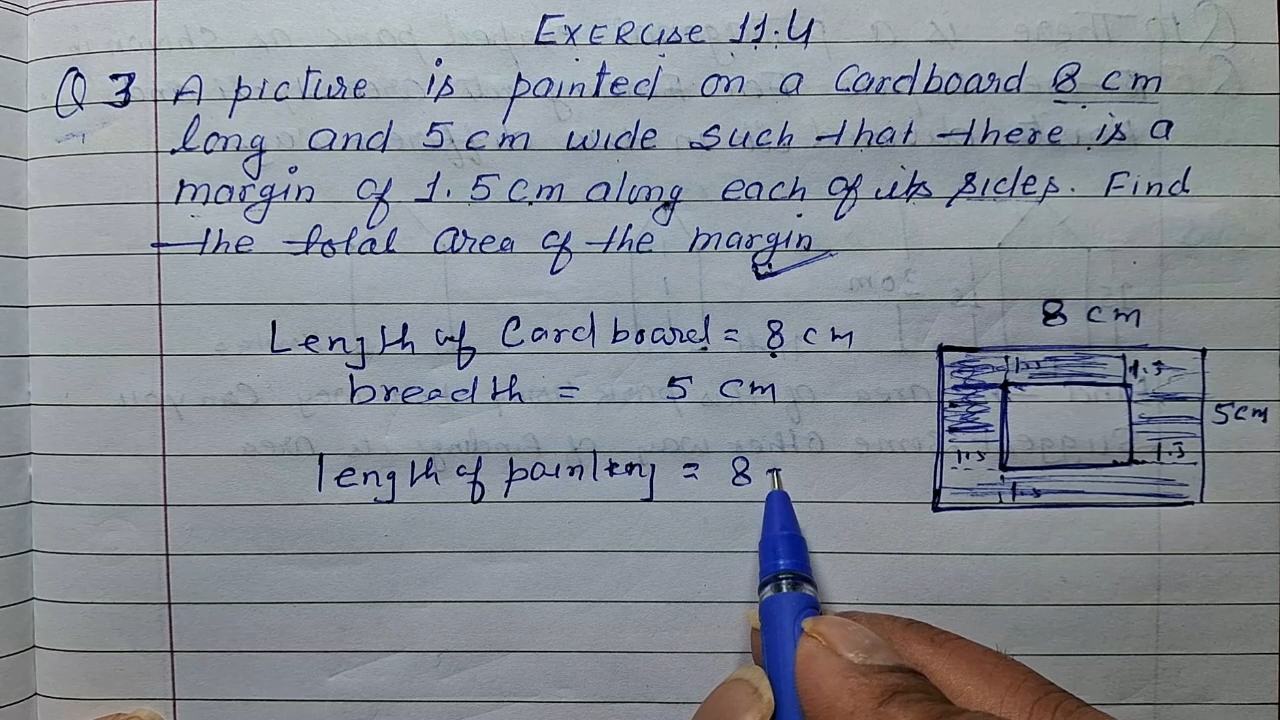 Exercise 11.4
Q 3 A picture is painted on a Cardboard 8 cm
long and 5 cm wide such that there is a
margin of 1.5 cm along each of its sides. Find
the total area of the margin
Length of Cardboard = 8 cm
breadth = 5 cm
length of painting = 8 -
8 cm
1.5 1.5
5 cm
1.5 1.5
1.5